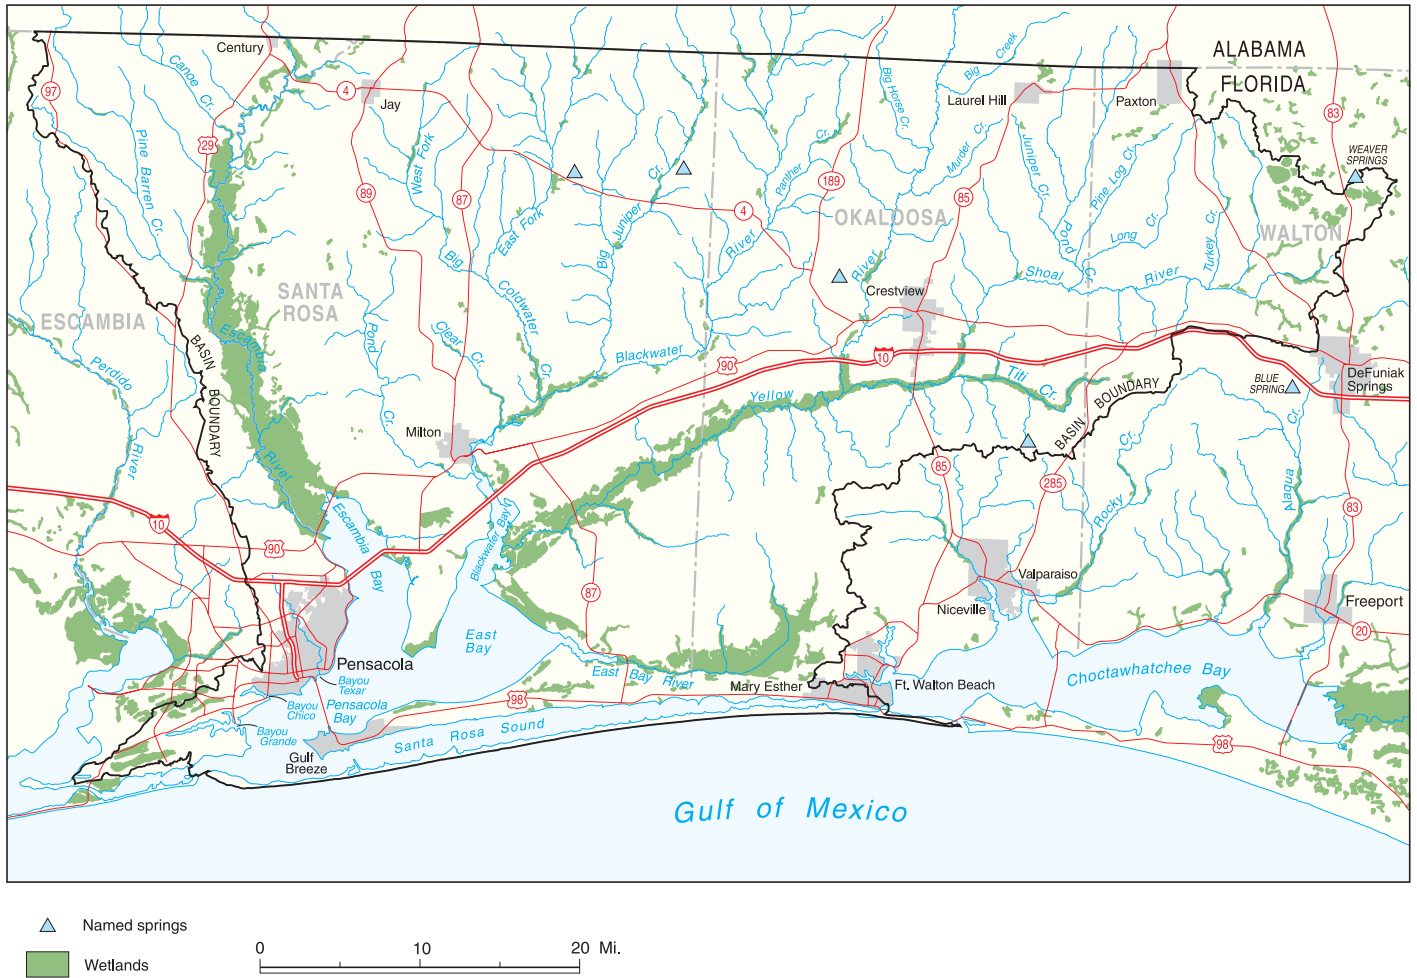 ALABAMA
FLORIDA
Century
Canoe Cr.
97
4
Jay
Big Horse Cr.
Big Creek
Laurel Hill
Paxton
83
29
Pine Barren Cr.
West Fork
89
87
Cr.
Panther
Cr.
189
Murder Cr.
85
Juniper Cr.
Pine Log Cr.
WEAVER
SPRINGS
4
East Fork
Big Juniper
River
OKALOOSA
Pond
Cr.
Long Cr.
Turkey Cr.
WALTON
Big
Coldwater
Cr.
River
Crestview
Shoal River
SANTA
ROSA
ESCAMBIA
Perdido
River
BASIN
BOUNDARY
Escambia
River
Pond
Cr.
Clear Cr.
Blackwater
90
10
Yellow
Titi Cr.
BASIN BOUNDARY
BLUE
SPRING
DeFuniak
Springs
Milton
85
285
Rocky Cr.
Alaqua
Cr.
83
10
90
Escambia
Bay
Blackwater Bay
87
Valparaiso
Niceville
Freeport
20
East
Bay
Pensacola
Bayou
Texar
East Bay River
Mary Esther
Ft. Walton Beach
Choctawhatchee Bay
98
Bayou
Chico
Pensacola
Bay
Bayou
Grande
Gulf
Breeze
Santa Rosa Sound
98
Gulf of Mexico
Named springs
Wetlands
0 10 20 Mi.